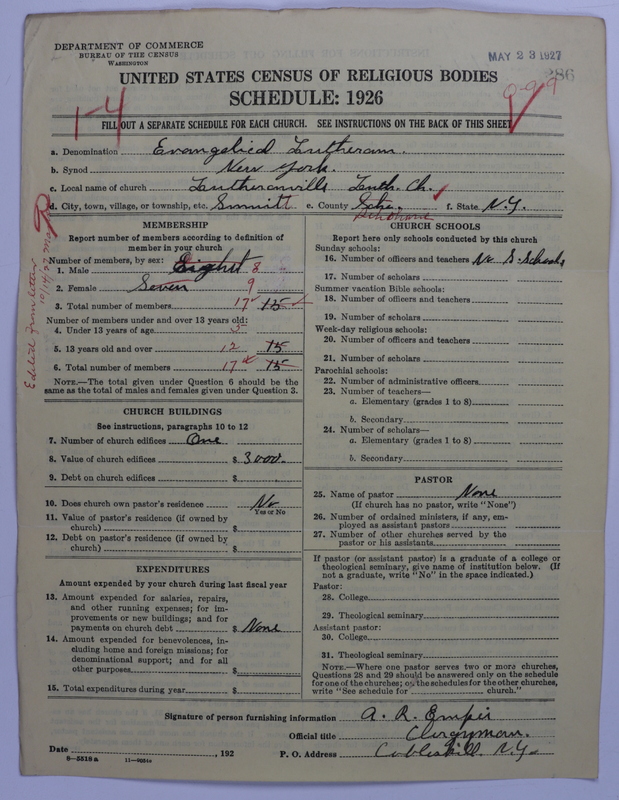 DEPARTMENT OF COMMERCE
BUREAU OF THE CENSUS
WASHINGTON
MAY 23 1927
286
UNITED STATES CENSUS OF RELIGIOUS BODIES
SCHEDULE: 1926
1-4
FILL OUT A SEPARATE SCHEDULE FOR EACH CHURCH. SEE INSTRUCTIONS ON THE BACK OF THIS SHEET
a. Denomination Evangelical Lutheran.
b. Synod New York.
c. Local name of church Lutheranville Luth. Ch.
d. City, town, village, or township, etc. Summitt e. County Scho. f. State N.Y.
Schoharie
Edited from letter 10/14/27
MEMBERSHIP
Report number of members according to definition of
member in your church
Number of members, by sex:
1. Male Eight 8
2. Female Seven 9
3. Total number of members 17 15
Number of members under and over 13 years old:
4. Under 13 years of age 5
5. 13 years old and over 12 15
6. Total number of members 17 15
NOTE.—The total given under Question 6 should be the
same as the total of males and females given under Question 3.
CHURCH BUILDINGS
See instructions, paragraphs 10 to 12
7. Number of church edifices One
8. Value of church edifices $ 3000.
9. Debt on church edifices $
10. Does church own pastor's residence No
Yes or No
11. Value of pastor's residence (if owned by
church) $
12. Debt on pastor's residence (if owned by
church) $
EXPENDITURES
Amount expended by your church during last fiscal year
13. Amount expended for salaries, repairs,
and other running expenses; for im-
provements or new buildings; and for
payments on church debt $ None
14. Amount expended for benevolences, in-
cluding home and foreign missions; for
denominational support; and for all
other purposes $
15. Total expenditures during year $
CHURCH SCHOOLS
Report here only schools conducted by this church
Sunday schools:
16. Number of officers and teachers No S. Schools
17. Number of scholars
Summer vacation Bible schools:
18. Number of officers and teachers
19. Number of scholars
Week-day religious schools:
20. Number of officers and teachers
21. Number of scholars
Parochial schools:
22. Number of administrative officers
23. Number of teachers—
a. Elementary (grades 1 to 8)
b. Secondary
24. Number of scholars—
a. Elementary (grades 1 to 8)
b. Secondary
PASTOR
25. Name of pastor None
(If church has no pastor, write "None")
26. Number of ordained ministers, if any, em-
ployed as assistant pastors
27. Number of other churches served by the
pastor or his assistants
If pastor (or assistant pastor) is a graduate of a college or
theological seminary, give name of institution below. (If
not a graduate, write "No" in the space indicated.)
Pastor:
28. College
29. Theological seminary
Assistant pastor:
30. College
31. Theological seminary
NOTE.—Where one pastor serves two or more churches,
Questions 28 and 29 should be answered only on the schedule
for one of the churches; on the schedules for the other churches,
write "See schedule for church."
Signature of person furnishing information A. R. Empie
Official title Clergyman.
Date , 192 P. O. Address Cobleskill. N.Y.
8-5518 a 11-9051a